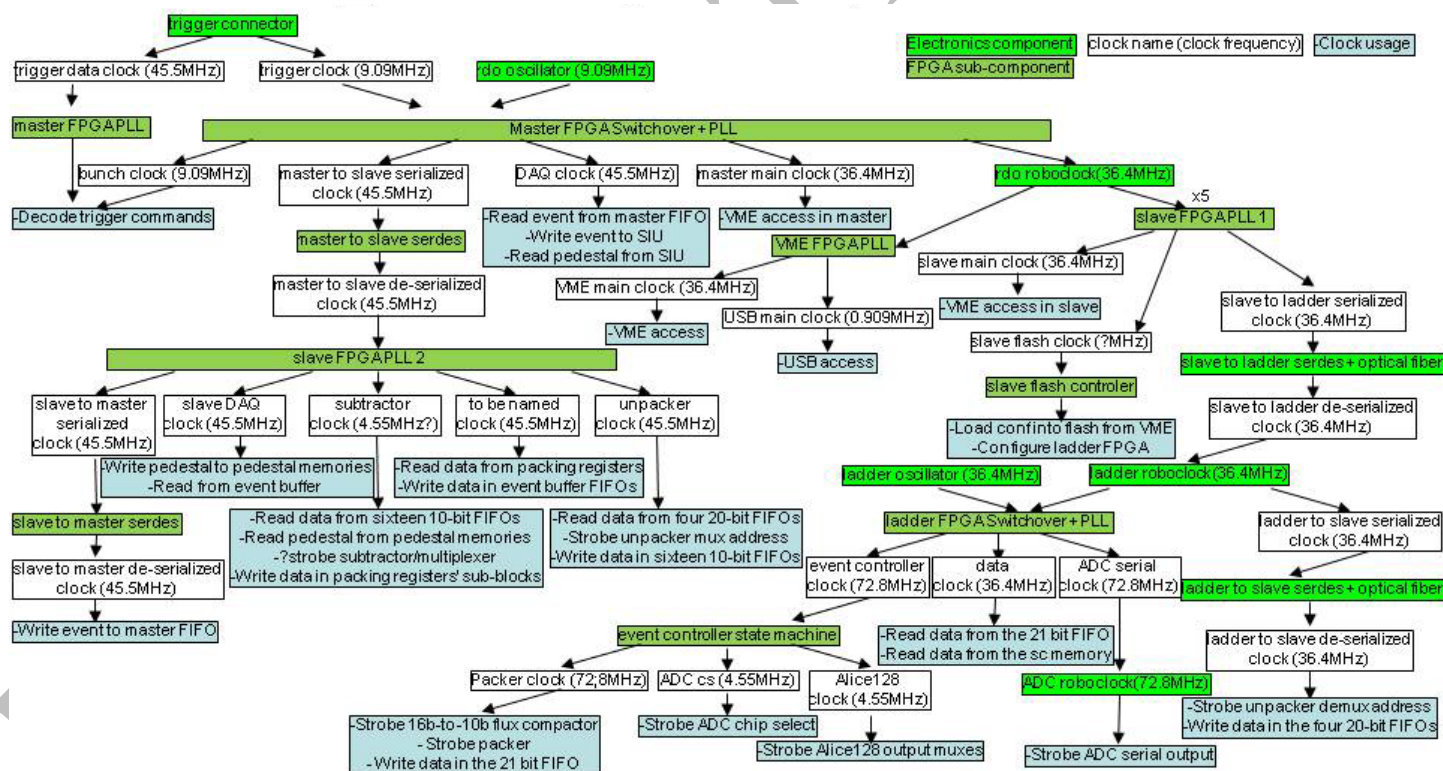 trigger connector
Electronics component
clock name (clock frequency)
-Clock usage
FPGA sub-component
trigger data clock (45.5MHz)
trigger clock (9.09MHz)
rdo oscillator (9.09MHz)
master FPGA PLL
Master FPGA Switchover + PLL
bunch clock (9.09MHz)
master to slave serialized
clock (45.5MHz)
DAQ clock (45.5MHz)
master main clock (36.4MHz)
rdo roboclock(36.4MHz)
x5
-Decode trigger commands
-Read event from master FIFO
-Write event to SIU
-Read pedestal from SIU
-VME access in master
slave FPGA PLL 1
master to slave serdes
VME FPGA PLL
slave main clock (36.4MHz)
master to slave de-serialized
clock (45.5MHz)
VME main clock (36.4MHz)
-VME access in slave
slave to ladder serialized
clock (36.4MHz)
USB main clock (0.909MHz)
-VME access
slave flash clock (?MHz)
slave FPGA PLL 2
-USB access
slave to ladder serdes + optical fiber
slave flash controler
slave to master
serialized
clock (45.5MHz)
slave DAQ
clock (45.5MHz)
subtractor
clock (4.55MHz?)
to be named
clock (45.5MHz)
unpacker
clock (45.5MHz)
slave to ladder de-serialized
clock (36.4MHz)
-Load conf into flash from VME
-Configure ladder FPGA
-Write pedestal to pedestal memories
-Read from event buffer
-Read data from packing registers
-Write data in event buffer FIFOs
ladder oscillator (36.4MHz)
ladder roboclock(36.4MHz)
slave to master serdes
-Read data from sixteen 10-bit FIFOs
-Read pedestal from pedestal memories
-?strobe subtractor/multiplexer
-Write data in packing registers' sub-blocks
-Read data from four 20-bit FIFOs
-Strobe unpacker mux address
-Write data in sixteen 10-bit FIFOs
ladder FPGA Switchover + PLL
ladder to slave serialized
clock (36.4MHz)
slave to master de-serialized
clock (45.5MHz)
event controller
clock (72.8MHz)
data
clock (36.4MHz)
ADC serial
clock (72.8MHz)
ladder to slave serdes + optical fiber
-Write event to master FIFO
event controller state machine
-Read data from the 21 bit FIFO
-Read data from the sc memory
ladder to slave de-serialized
clock (36.4MHz)
Packer clock (72;8MHz)
ADC cs (4.55MHz)
Alice128
clock (4.55MHz)
ADC roboclock(72.8MHz)
-Strobe 16b-to-10b flux compactor
- Strobe packer
- Write data in the 21 bit FIFO
-Strobe ADC chip select
-Strobe Alice128 output muxes
-Strobe ADC serial output
-Strobe unpacker demux address
-Write data in the four 20-bit FIFOs